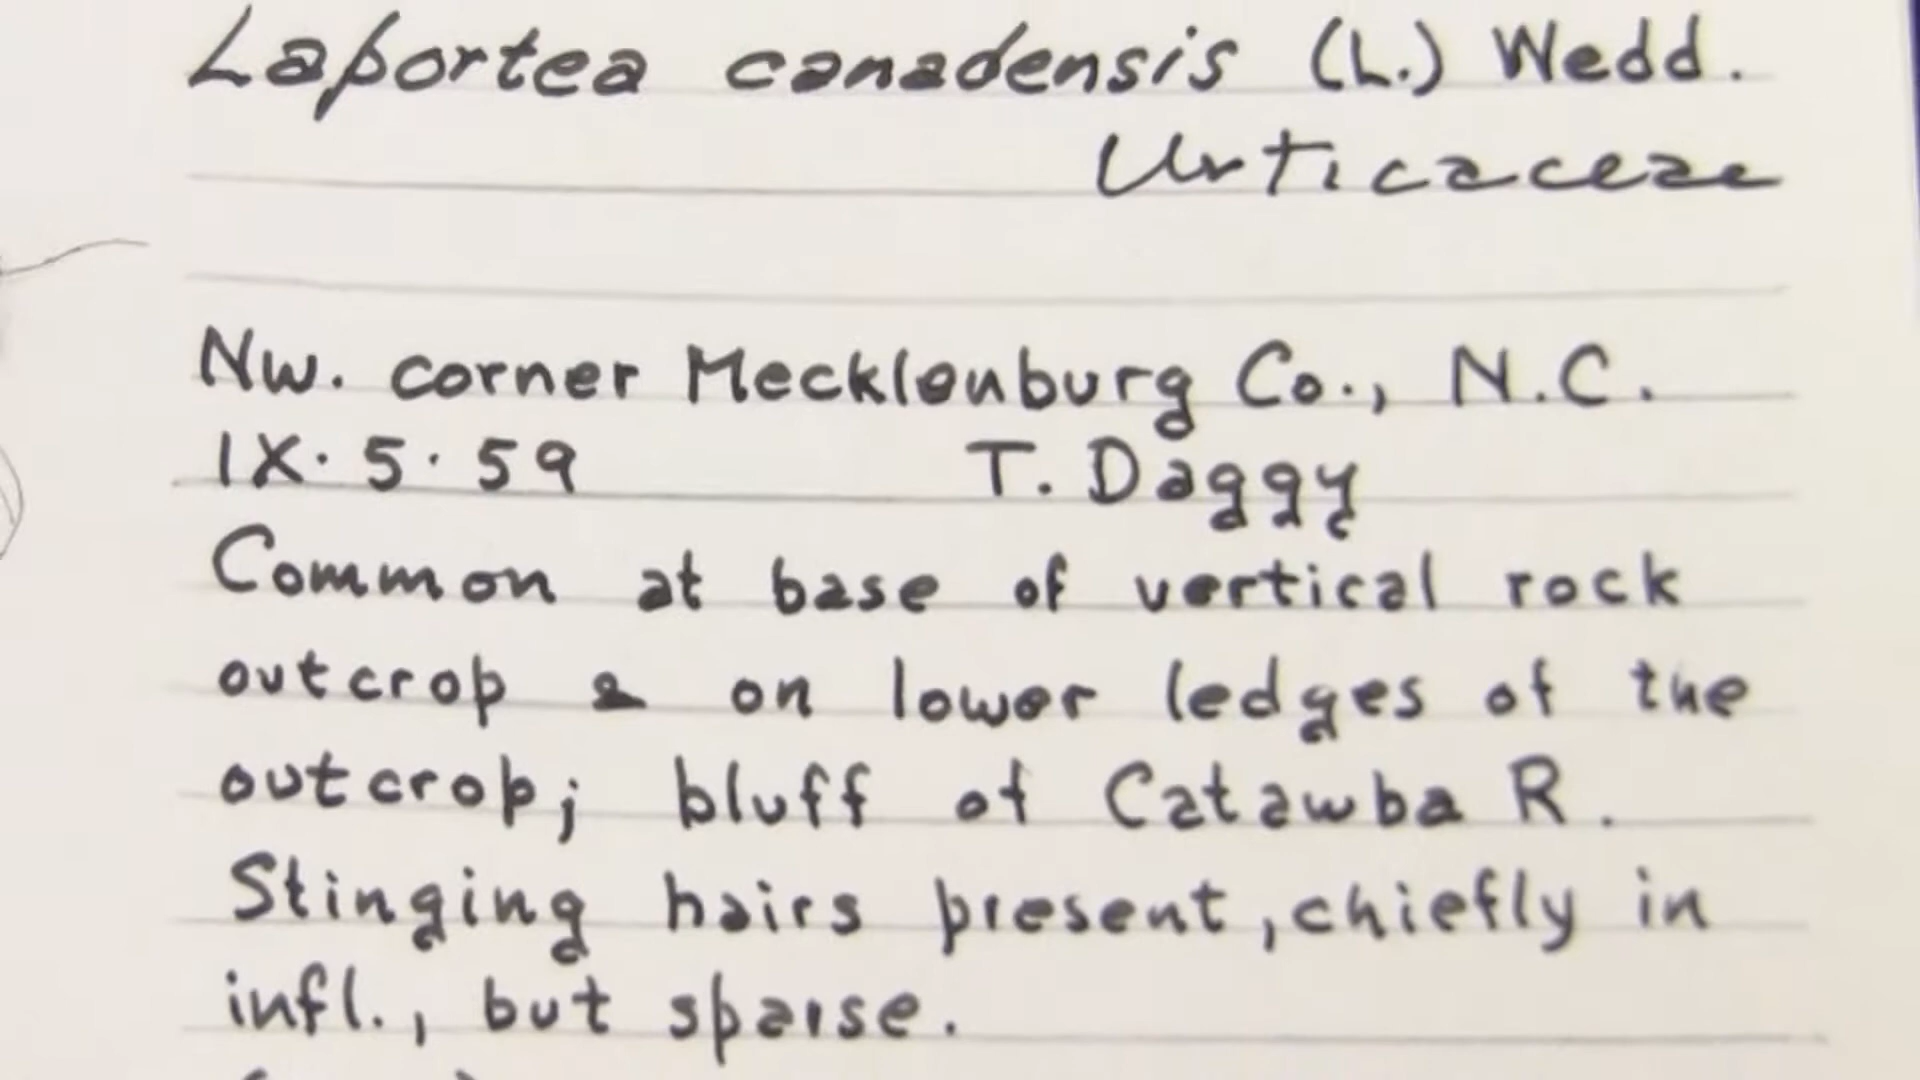 Laportea canadensis (L.) Wedd.
Urticaceae
Nw. corner Mecklenburg Co., N.C.
IX. 5. 59 T. Daggy
Common at base of vertical rock
outcrop & on lower ledges of the
outcrop; bluff of Catawba R.
Stinging hairs present, chiefly in
infl., but sparse.